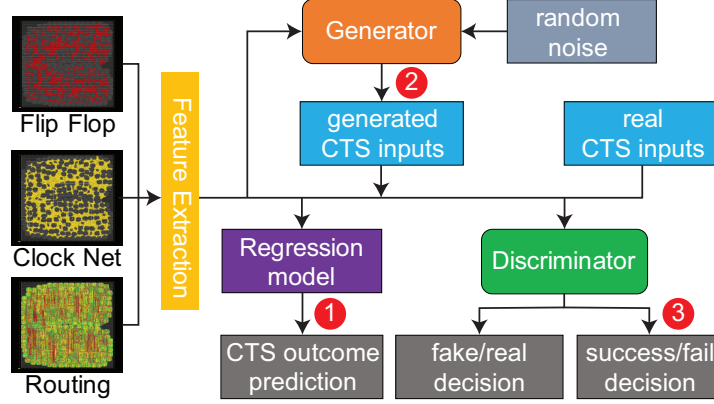 Flip Flop
Clock Net
Routing
Feature Extraction
Generator
random
noise
2
generated
CTS inputs
real
CTS inputs
Regression
model
Discriminator
1
3
CTS outcome
prediction
fake/real
decision
success/fail
decision